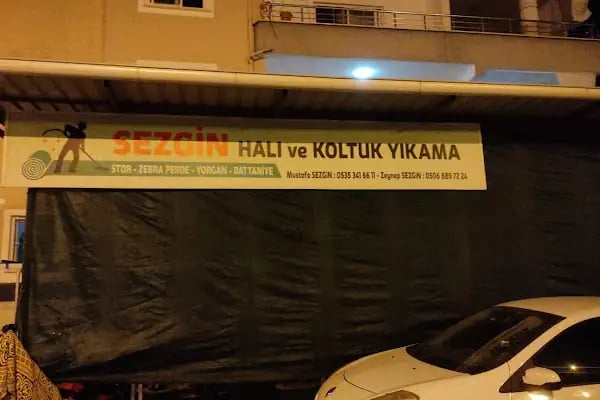 SEZGİN HALI ve KOLTUK YIKAMA
STOR - ZEBRA PERDE - YORGAN - BATTANİYE
Mustafa SEZGİN : 0535 341 66 11 - Zeynep SEZGİN : 0506 889 72 24